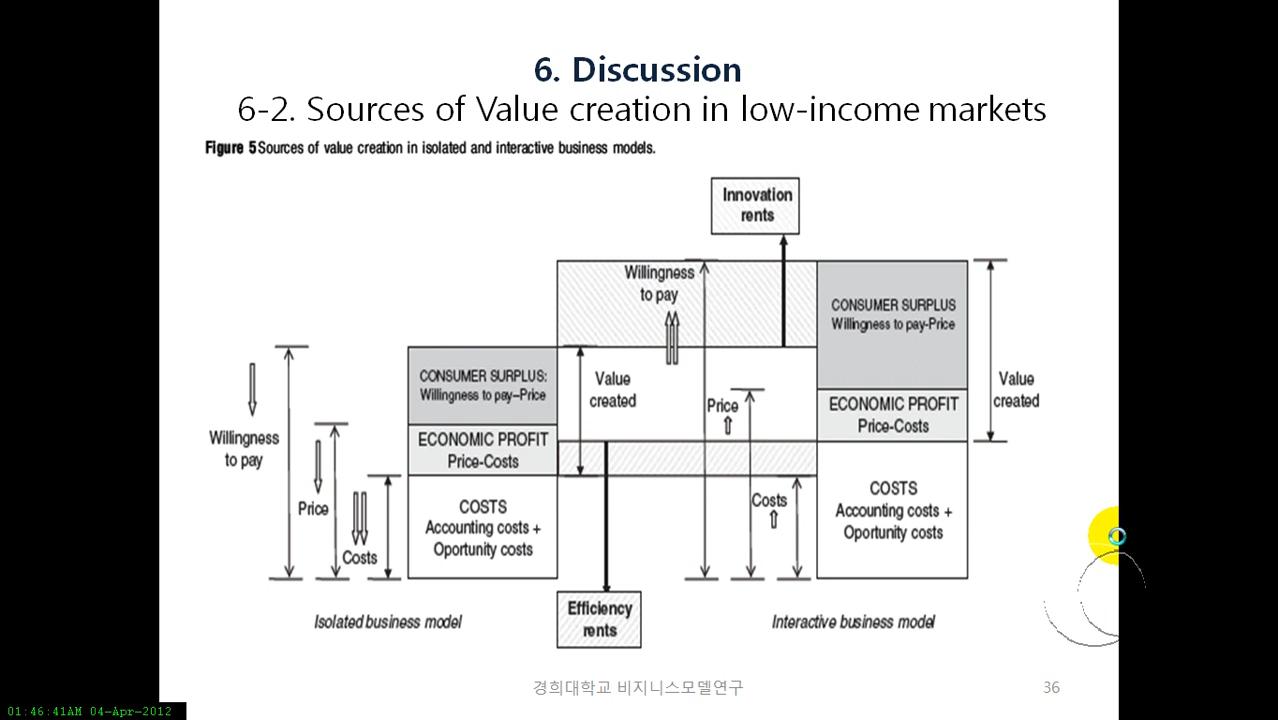 6. Discussion
6-2. Sources of Value creation in low-income markets
Figure 5 Sources of value creation in isolated and interactive business models.
Innovation
rents
Willingness
to pay
CONSUMER SURPLUS
Willingness to pay-Price
CONSUMER SURPLUS:
Willingness to pay–Price
Value
created
Value
created
Price
ECONOMIC PROFIT
Price-Costs
Willingness
to pay
ECONOMIC PROFIT
Price-Costs
Price
Costs
COSTS
Accounting costs +
Oportunity costs
Costs
COSTS
Accounting costs +
Oportunity costs
Efficiency
rents
Isolated business model
Interactive business model
경희대학교 비지니스모델연구
36
01:46:41AM 04-Apr-2012